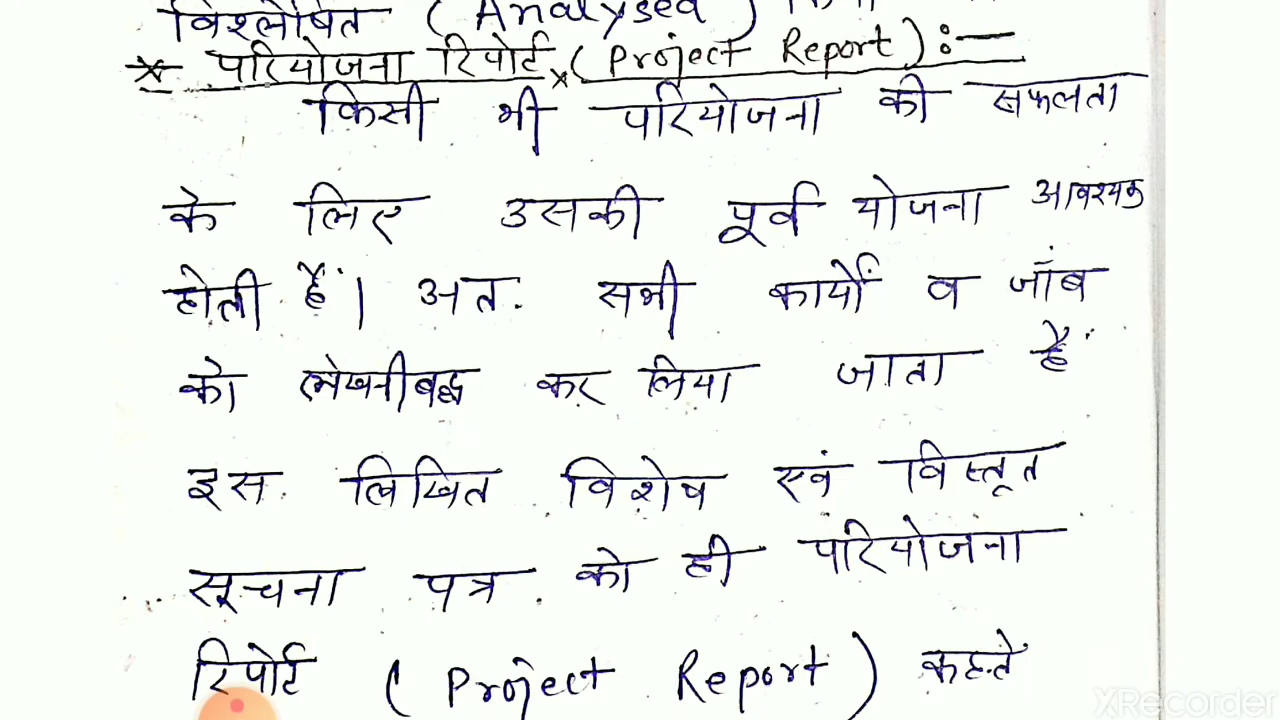 विश्लेषित (Analysed)
* परियोजना रिपोर्ट × (Project Report) :—
किसी भी परियोजना की सफलता
के लिए उसकी पूर्व योजना आवश्यक
होती हैं। अत. सभी कार्यों व जॉब
को लेखनीबद्ध कर लिया जाता हैं
इस लिखित विशेष एवं विस्तृत
सूचना पत्र को ही परियोजना
रिपोर्ट (Project Report) कहते
XRecorder